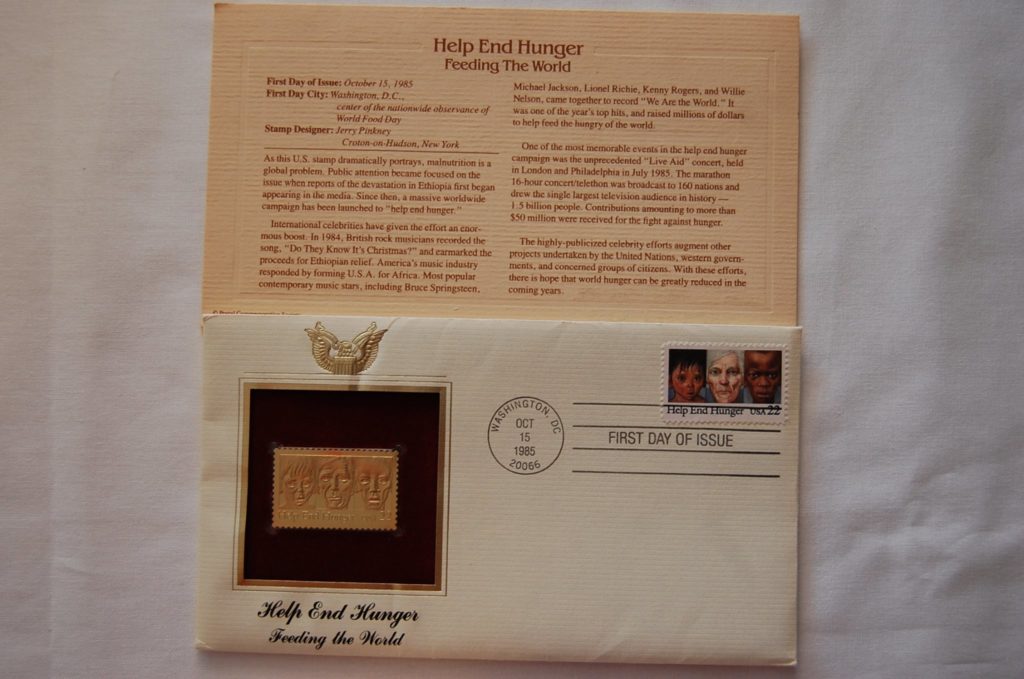 Help End Hunger
Feeding The World
First Day of Issue: October 15, 1985
First Day City: Washington, D.C.,
center of the nationwide observance of
World Food Day
Stamp Designer: Jerry Pinkney
Croton-on-Hudson, New York
As this U.S. stamp dramatically portrays, malnutrition is a
global problem. Public attention became focused on the
issue when reports of the devastation in Ethiopia first began
appearing in the media. Since then, a massive worldwide
campaign has been launched to "help end hunger."
International celebrities have given the effort an enor-
mous boost. In 1984, British rock musicians recorded the
song, "Do They Know It's Christmas?" and earmarked the
proceeds for Ethiopian relief. America's music industry
responded by forming U.S.A. for Africa. Most popular
contemporary music stars, including Bruce Springsteen,
Michael Jackson, Lionel Richie, Kenny Rogers, and Willie
Nelson, came together to record "We Are the World." It
was one of the year's top hits, and raised millions of dollars
to help feed the hungry of the world.
One of the most memorable events in the help end hunger
campaign was the unprecedented "Live Aid" concert, held
in London and Philadelphia in July 1985. The marathon
16-hour concert/telethon was broadcast to 160 nations and
drew the single largest television audience in history —
1.5 billion people. Contributions amounting to more than
$50 million were received for the fight against hunger.
The highly-publicized celebrity efforts augment other
projects undertaken by the United Nations, western govern-
ments, and concerned groups of citizens. With these efforts,
there is hope that world hunger can be greatly reduced in the
coming years.
Help End Hunger USA 22
WASHINGTON, DC
OCT
15
1985
20066
FIRST DAY OF ISSUE
Help End Hunger
Help End Hunger
Feeding the World